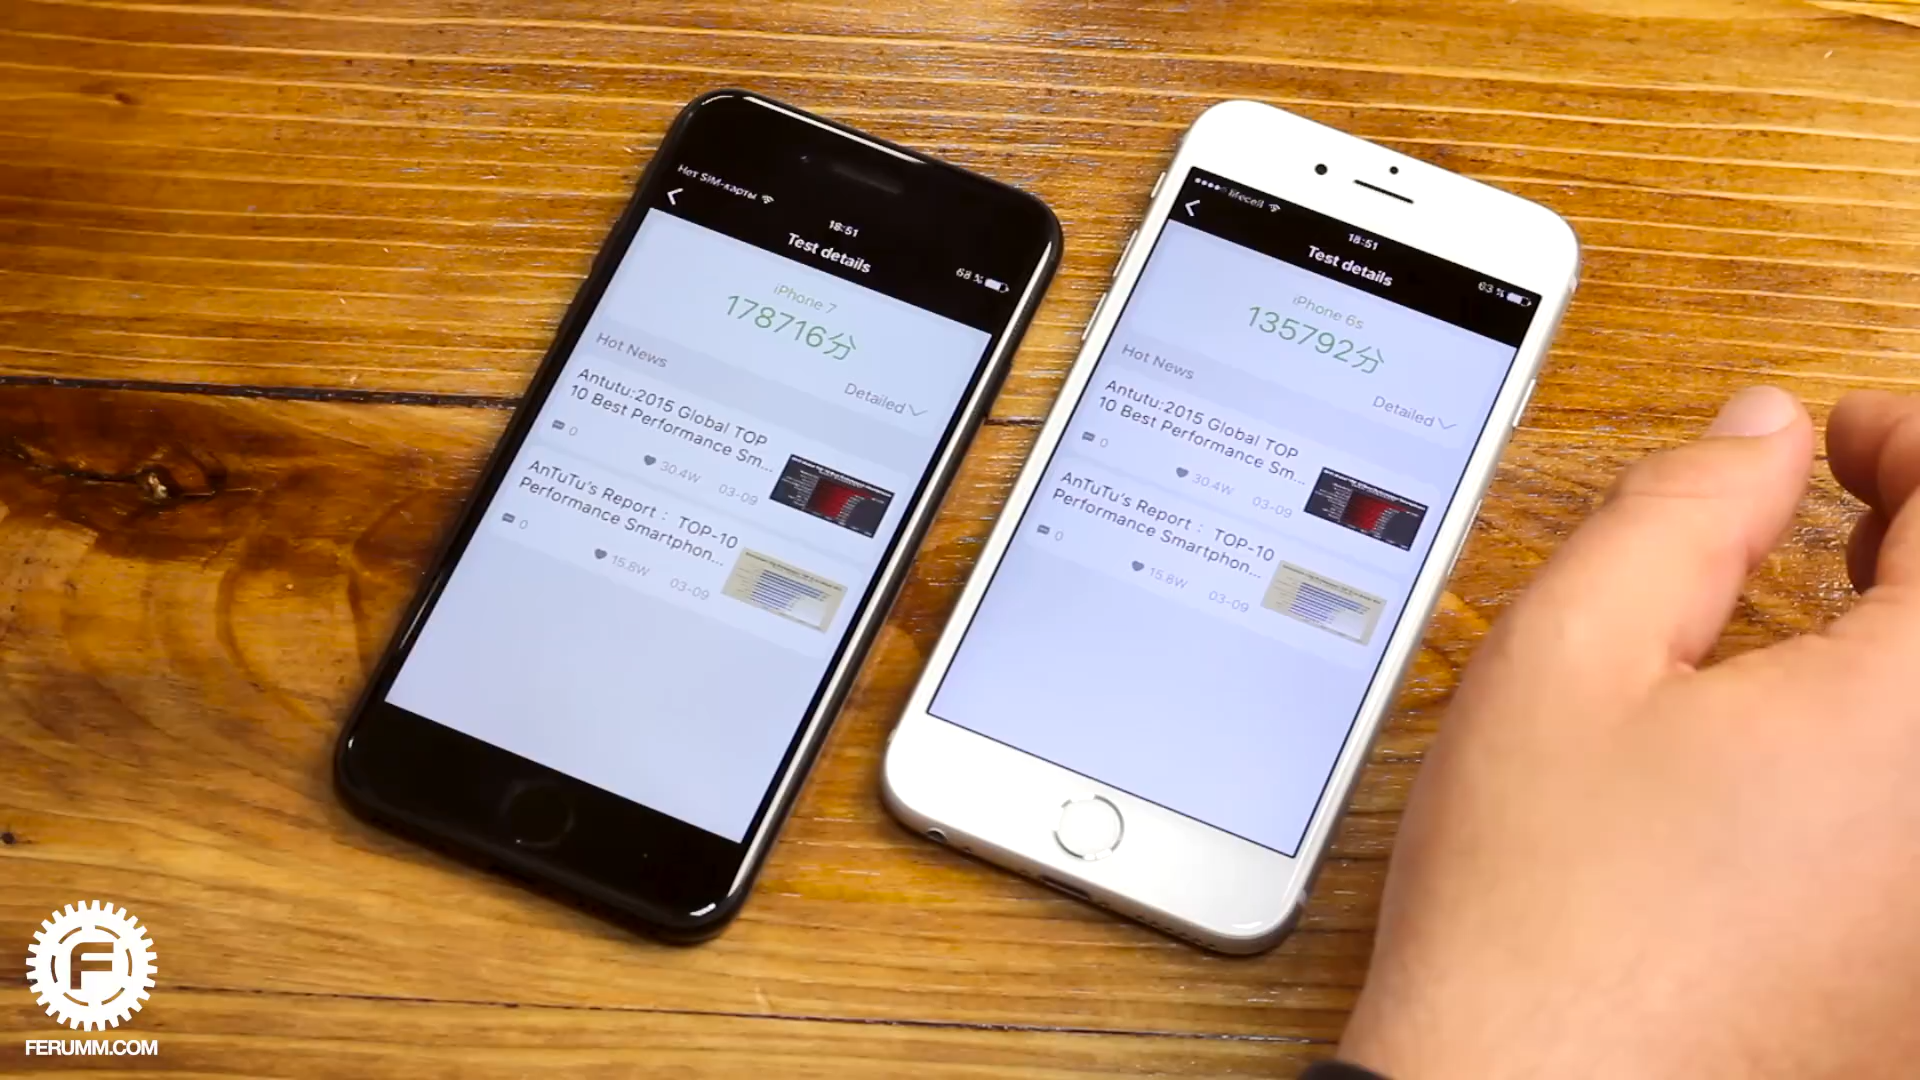 Нет SIM-карты
18:51
Test details
68 %
iPhone 7
178716分
Hot News
Detailed
Antutu:2015 Global TOP
10 Best Performance Sm...
0
30.4W
03-09
AnTuTu's Report： TOP-10
Performance Smartphon...
0
15.8W
03-09
lifecell
18:51
Test details
63 %
iPhone 6s
135792分
Hot News
Detailed
Antutu:2015 Global TOP
10 Best Performance Sm...
0
30.4W
03-09
AnTuTu's Report： TOP-10
Performance Smartphon...
0
15.8W
03-09
F
FERUMM.COM